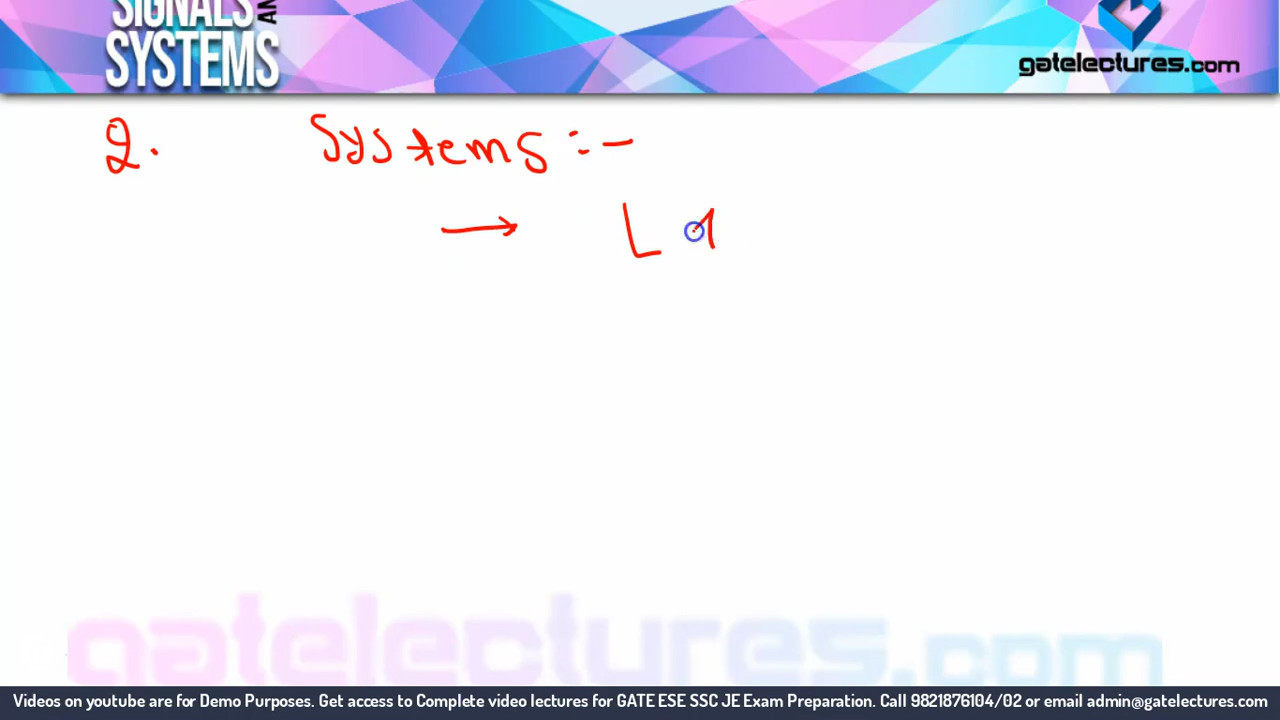 SIGNALS AND
SYSTEMS
gatelectures.com
2. Systems :-
→ L
gatelectures.com
Videos on youtube are for Demo Purposes. Get access to Complete video lectures for GATE ESE SSC JE Exam Preparation. Call 9821876104/02 or email admin@gatelectures.com